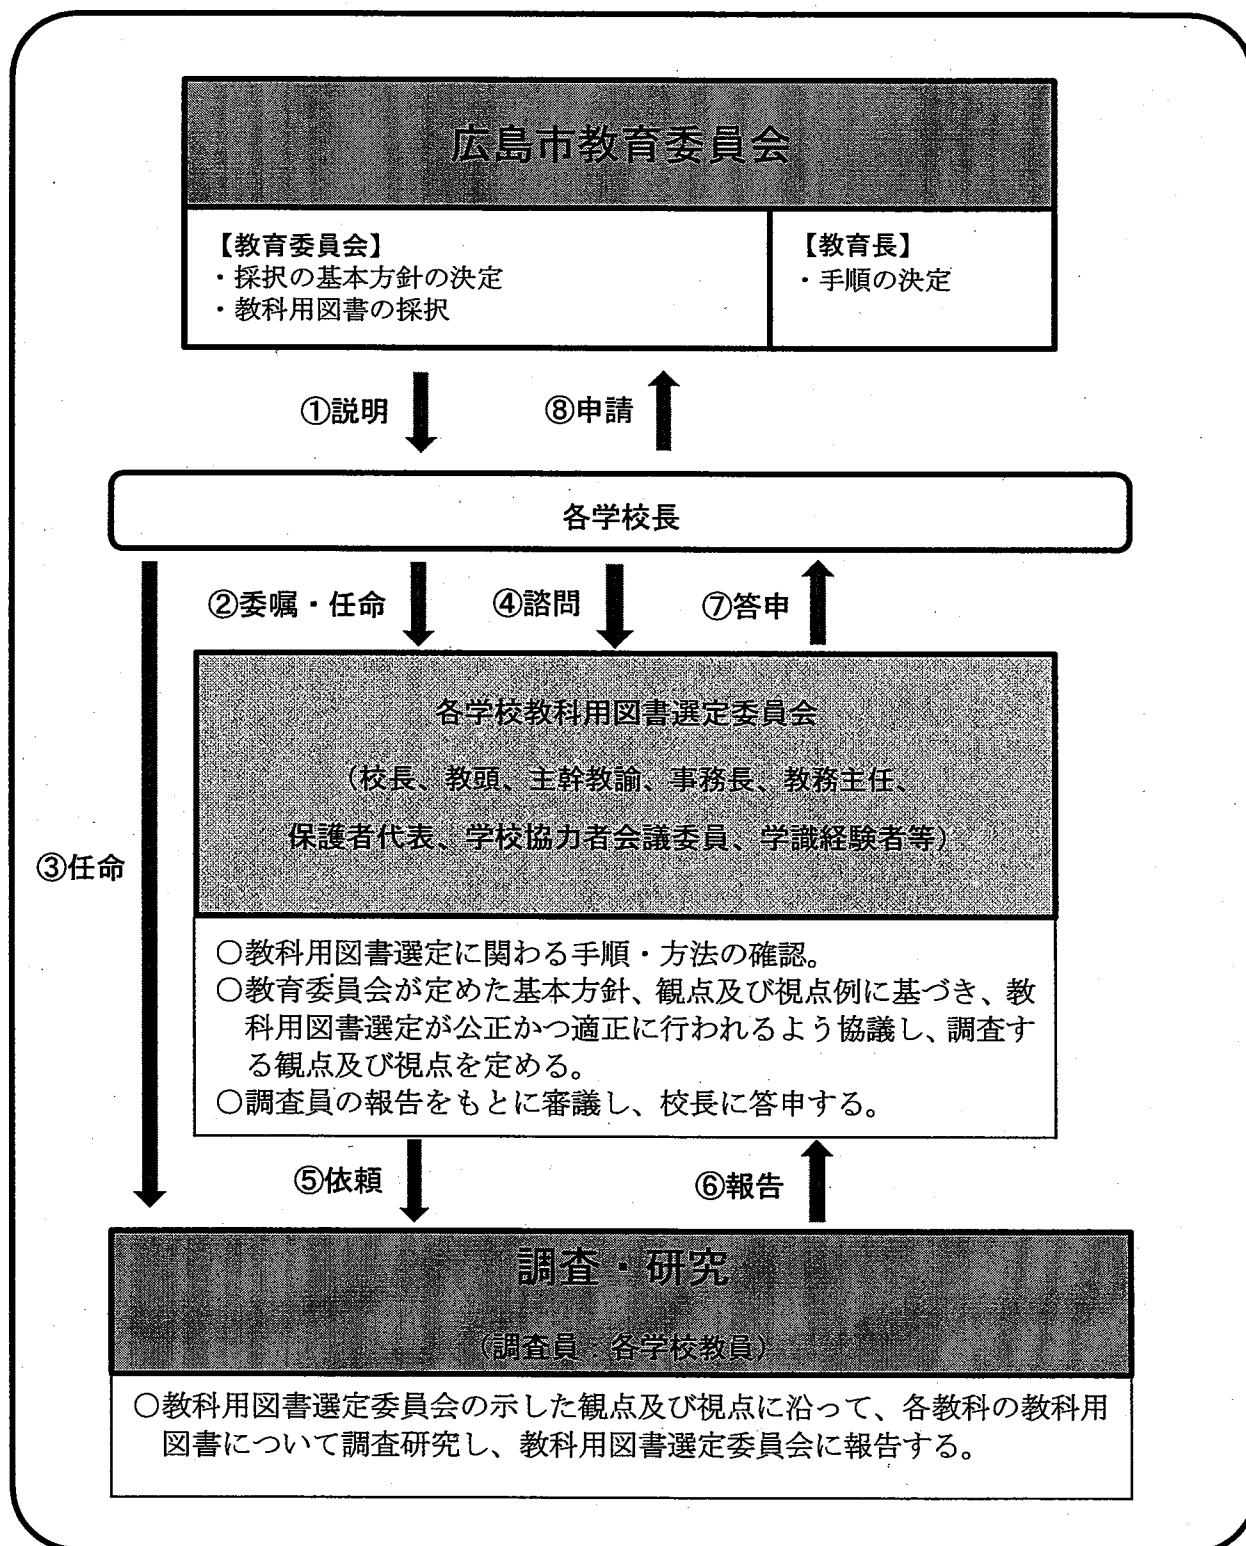 広島市教育委員会
【教育委員会】
・採択の基本方針の決定
・教科用図書の採択
【教育長】
・手順の決定
①説明
⑧申請
各学校長
②委嘱・任命
④諮問
⑦答申
各学校教科用図書選定委員会
（校長、教頭、主幹教諭、事務長、教務主任、
保護者代表、学校協力者会議委員、学識経験者等）
③任命
○教科用図書選定に関わる手順・方法の確認。
○教育委員会が定めた基本方針、観点及び視点例に基づき、教
科用図書選定が公正かつ適正に行われるよう協議し、調査す
る観点及び視点を定める。
○調査員の報告をもとに審議し、校長に答申する。
⑤依頼
⑥報告
調査・研究
（調査員：各学校教員）
○教科用図書選定委員会の示した観点及び視点に沿って、各教科の教科用
図書について調査研究し、教科用図書選定委員会に報告する。